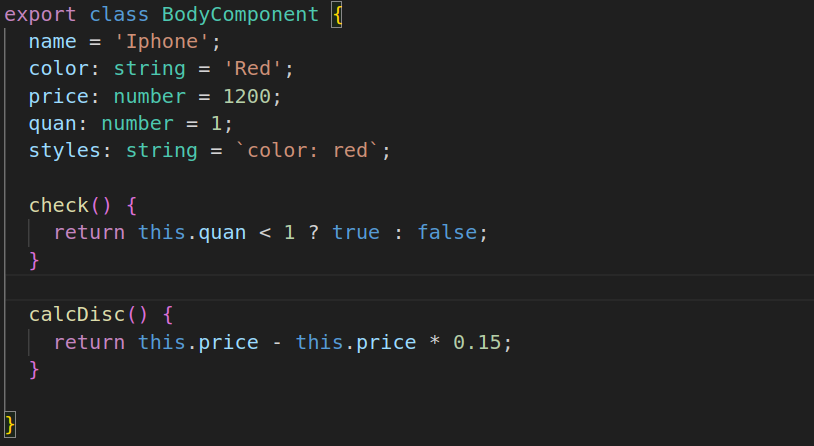 export class BodyComponent {
  name = 'Iphone';
  color: string = 'Red';
  price: number = 1200;
  quan: number = 1;
  styles: string = `color: red`;

  check() {
    return this.quan < 1 ? true : false;
  }

  calcDisc() {
    return this.price - this.price * 0.15;
  }

}